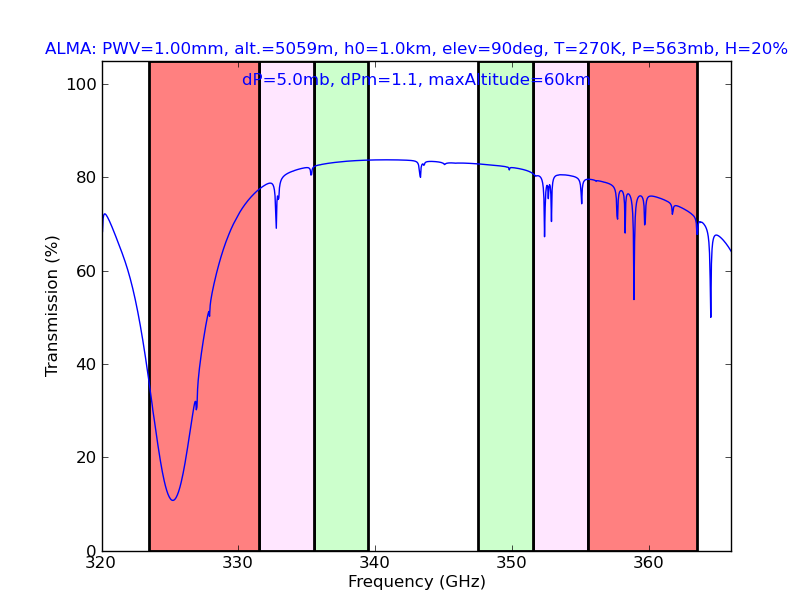 ALMA: PWV=1.00mm, alt.=5059m, h0=1.0km, elev=90deg, T=270K, P=563mb, H=20%
dP=5.0mb, dPm=1.1, maxAltitude=60km
100
80
60
40
20
0
Transmission (%)
320 330 340 350 360
Frequency (GHz)